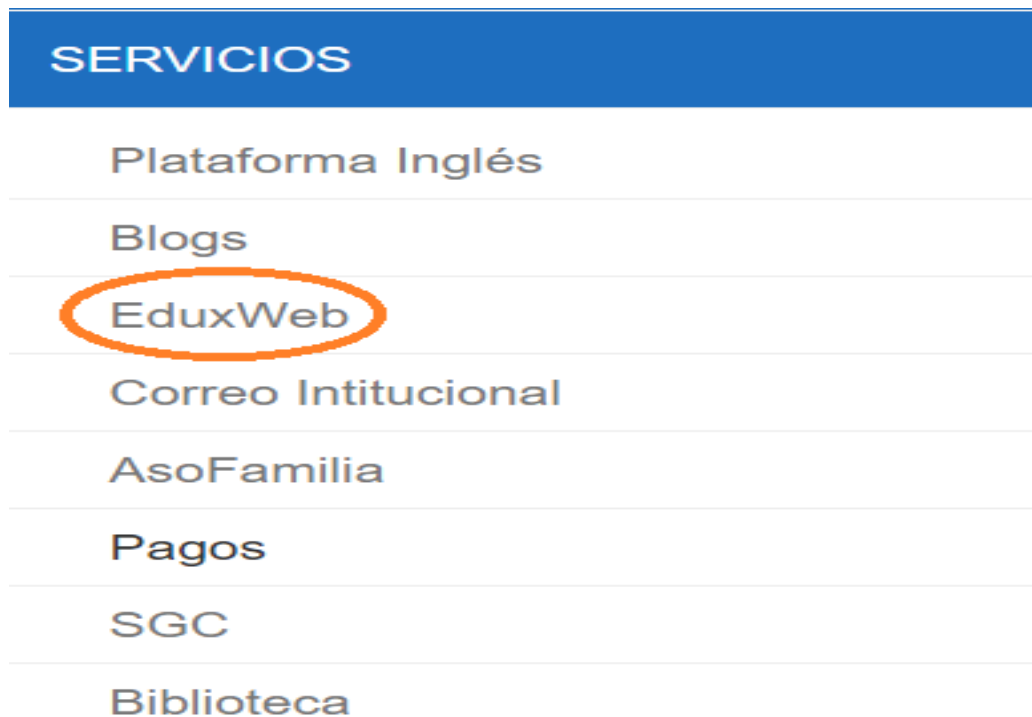 SERVICIOS
Plataforma Inglés
Blogs
EduxWeb
Correo Intitucional
AsoFamilia
Pagos
SGC
Biblioteca